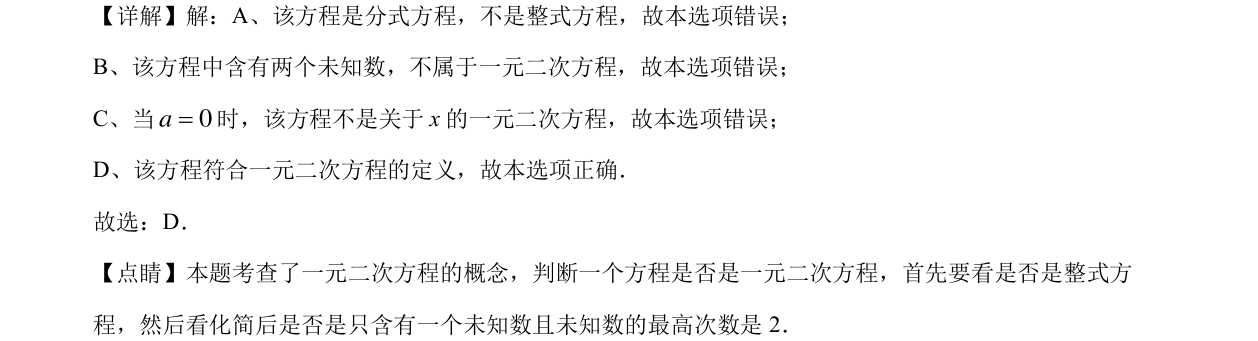 【详解】解：A、该方程是分式方程，不是整式方程，故本选项错误；
B、该方程中含有两个未知数，不属于一元二次方程，故本选项错误；
C、当a = 0时，该方程不是关于 x 的一元二次方程，故本选项错误；
D、该方程符合一元二次方程的定义，故本选项正确．
故选：D．
【点睛】本题考查了一元二次方程的概念，判断一个方程是否是一元二次方程，首先要看是否是整式方
程，然后看化简后是否是只含有一个未知数且未知数的最高次数是 2．